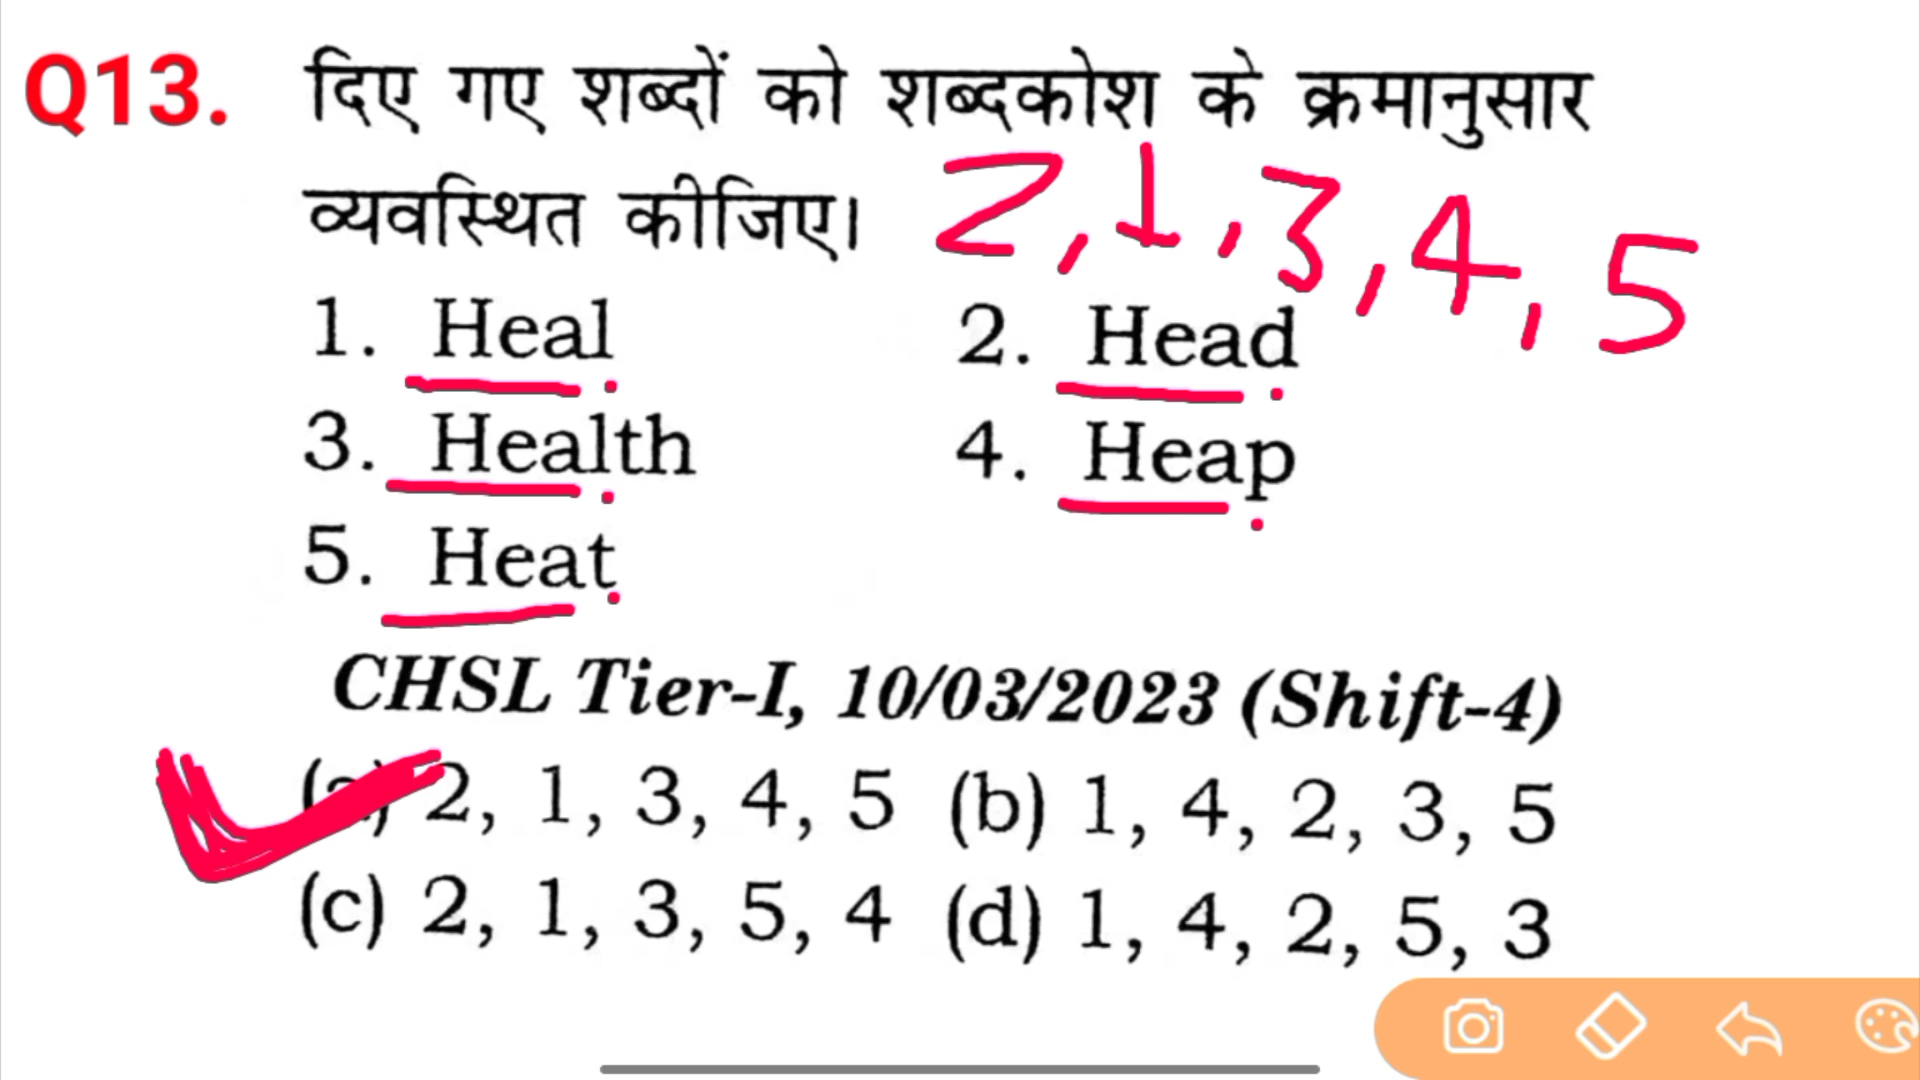 Q13. दिए गए शब्दों को शब्दकोश के क्रमानुसार
व्यवस्थित कीजिए। 2, 1, 3, 4, 5
1. Heal 2. Head
3. Health 4. Heap
5. Heat
CHSL Tier-I, 10/03/2023 (Shift-4)
(a) 2, 1, 3, 4, 5 (b) 1, 4, 2, 3, 5
(c) 2, 1, 3, 5, 4 (d) 1, 4, 2, 5, 3